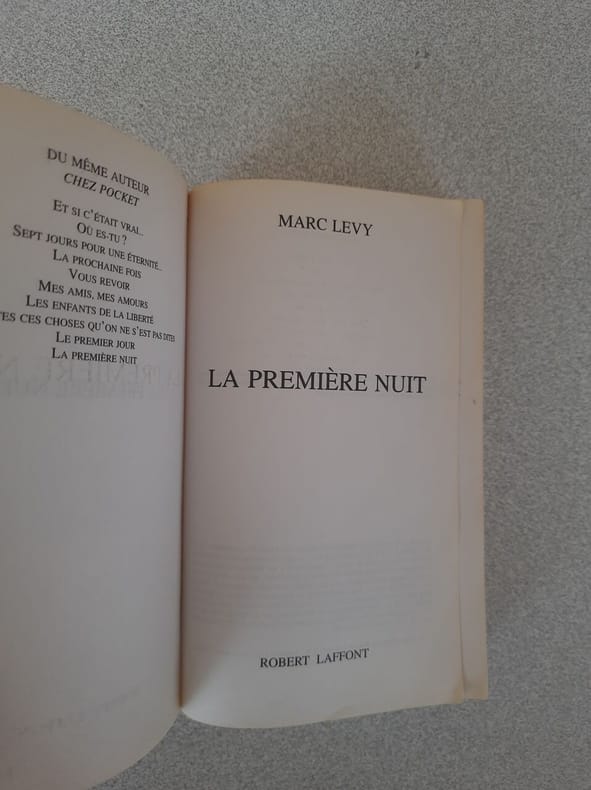 DU MÊME AUTEUR
CHEZ POCKET
ET SI C'ÉTAIT VRAI...
OÙ ES-TU ?
SEPT JOURS POUR UNE ÉTERNITÉ...
LA PROCHAINE FOIS
VOUS REVOIR
MES AMIS, MES AMOURS
LES ENFANTS DE LA LIBERTÉ
CES CHOSES QU'ON NE S'EST PAS DITES
LE PREMIER JOUR
LA PREMIÈRE NUIT
MARC LEVY
LA PREMIÈRE NUIT
ROBERT LAFFONT